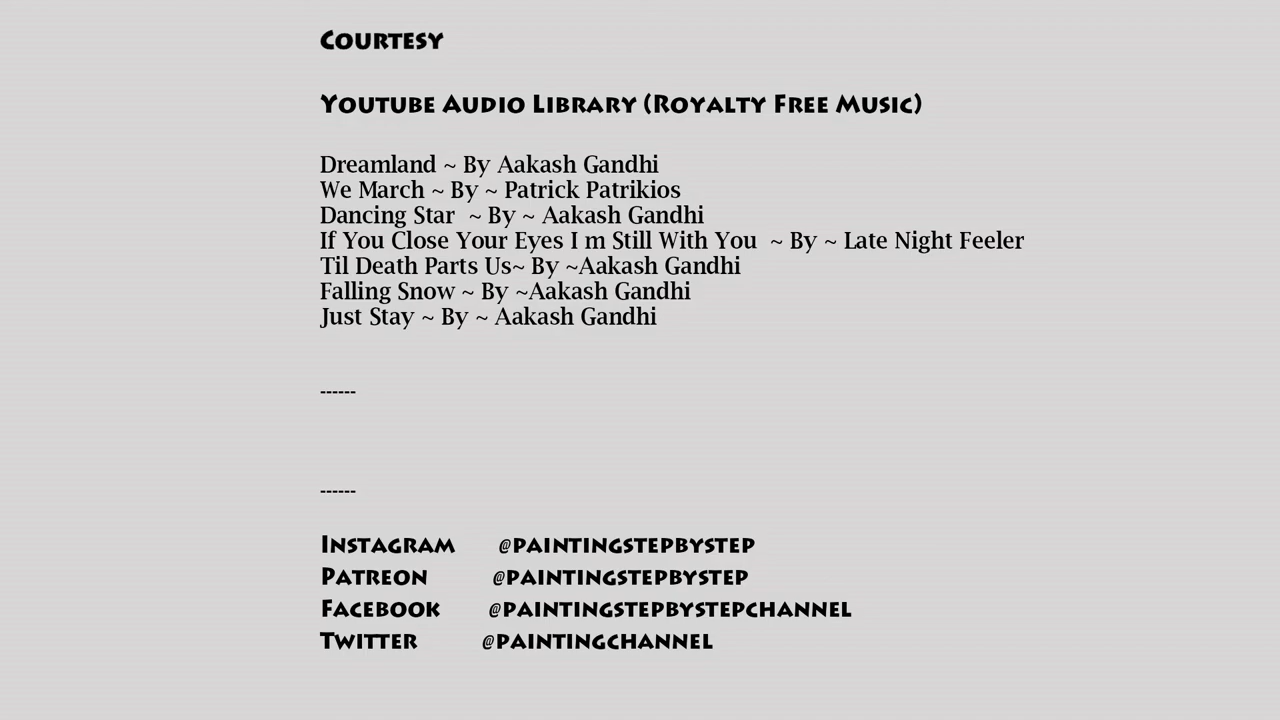 Courtesy
Youtube Audio Library (Royalty Free Music)
Dreamland ~ By Aakash Gandhi
We March ~ By ~ Patrick Patrikios
Dancing Star  ~ By ~ Aakash Gandhi
If You Close Your Eyes I m Still With You  ~ By ~ Late Night Feeler
Til Death Parts Us~ By ~Aakash Gandhi
Falling Snow ~ By ~Aakash Gandhi
Just Stay ~ By ~ Aakash Gandhi
------
------
Instagram @paintingstepbystep
Patreon @paintingstepbystep
Facebook @paintingstepbystepchannel
Twitter @paintingchannel